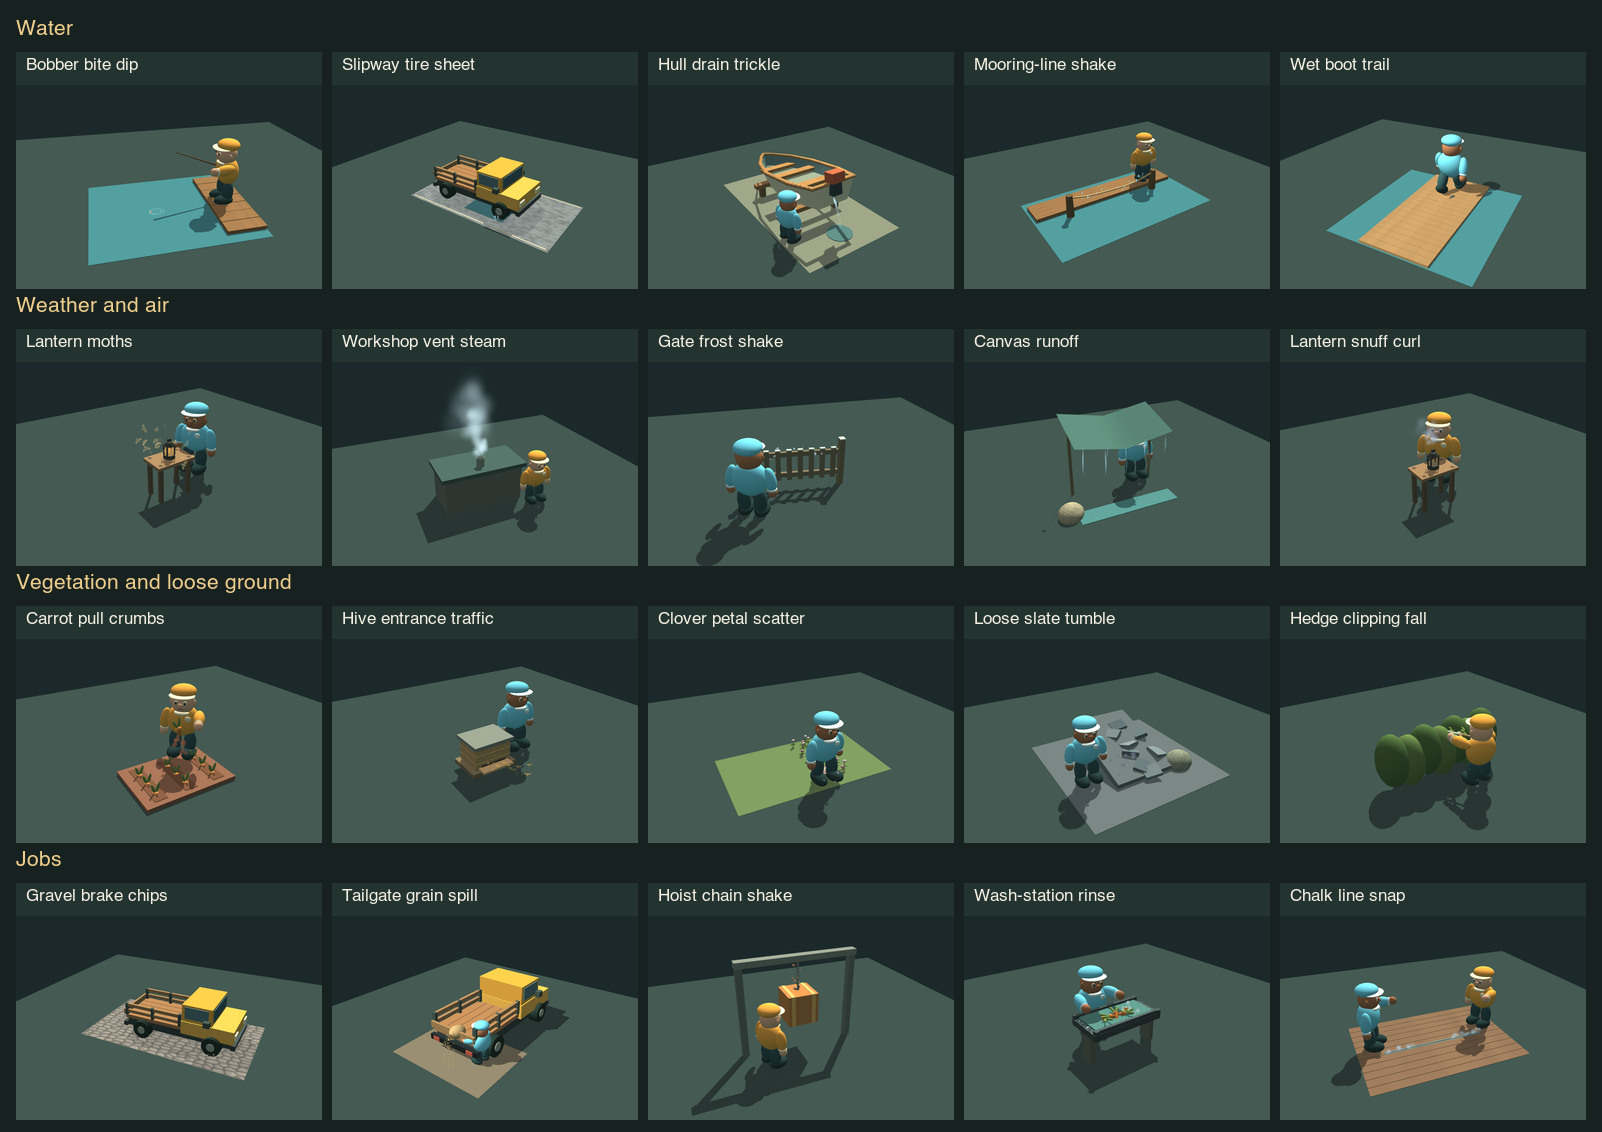 Water
Bobber bite dip
Slipway tire sheet
Hull drain trickle
Mooring-line shake
Wet boot trail
Weather and air
Lantern moths
Workshop vent steam
Gate frost shake
Canvas runoff
Lantern snuff curl
Vegetation and loose ground
Carrot pull crumbs
Hive entrance traffic
Clover petal scatter
Loose slate tumble
Hedge clipping fall
Jobs
Gravel brake chips
Tailgate grain spill
Hoist chain shake
Wash-station rinse
Chalk line snap